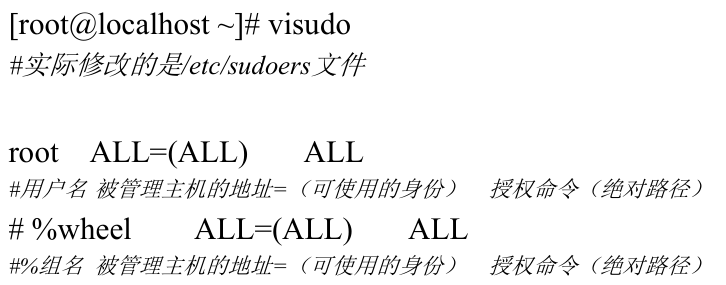 [root@localhost ~]# visudo
#实际修改的是/etc/sudoers文件
root ALL=(ALL) ALL
#用户名 被管理主机的地址=（可使用的身份） 授权命令（绝对路径）
# %wheel ALL=(ALL) ALL
#%组名 被管理主机的地址=（可使用的身份） 授权命令（绝对路径）